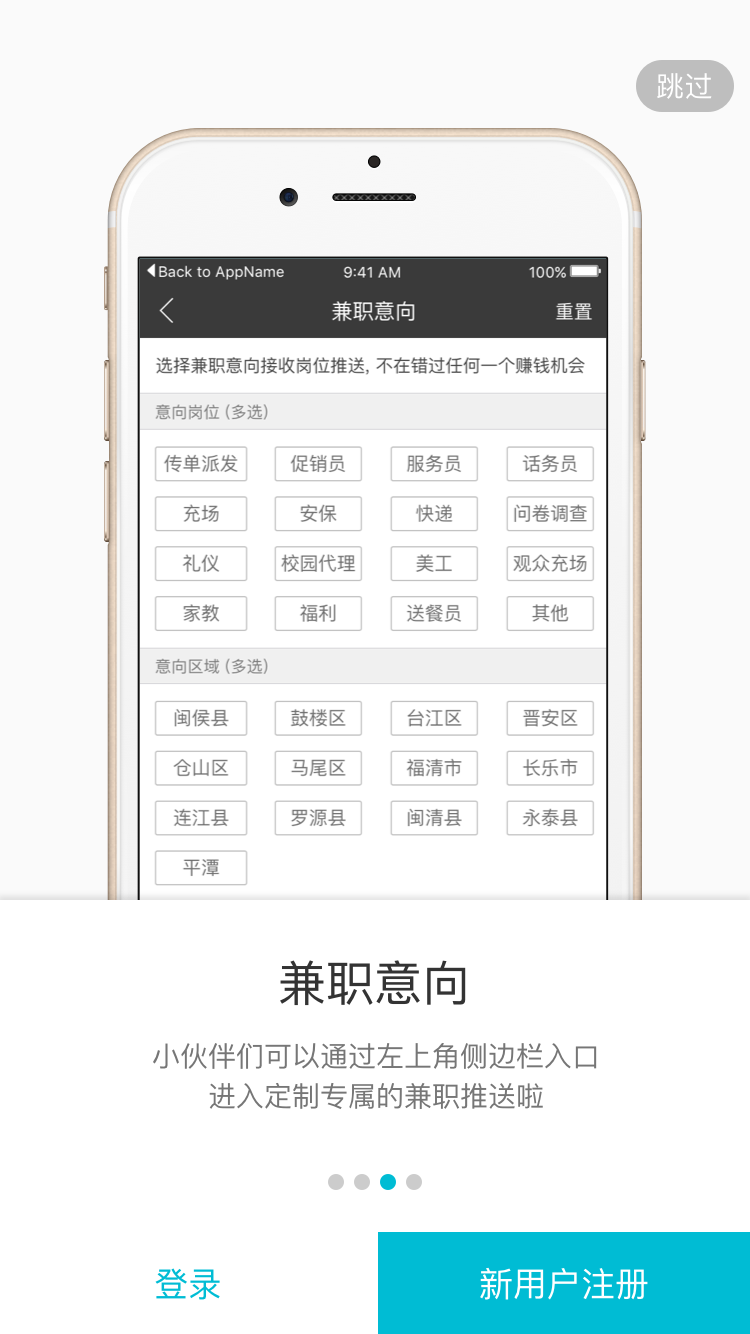 跳过
Back to AppName 9:41 AM 100%
兼职意向 重置
选择兼职意向接收岗位推送, 不在错过任何一个赚钱机会
意向岗位 (多选)
传单派发 促销员 服务员 话务员
充场 安保 快递 问卷调查
礼仪 校园代理 美工 观众充场
家教 福利 送餐员 其他
意向区域 (多选)
闽侯县 鼓楼区 台江区 晋安区
仓山区 马尾区 福清市 长乐市
连江县 罗源县 闽清县 永泰县
平潭
兼职意向
小伙伴们可以通过左上角侧边栏入口
进入定制专属的兼职推送啦
登录 新用户注册